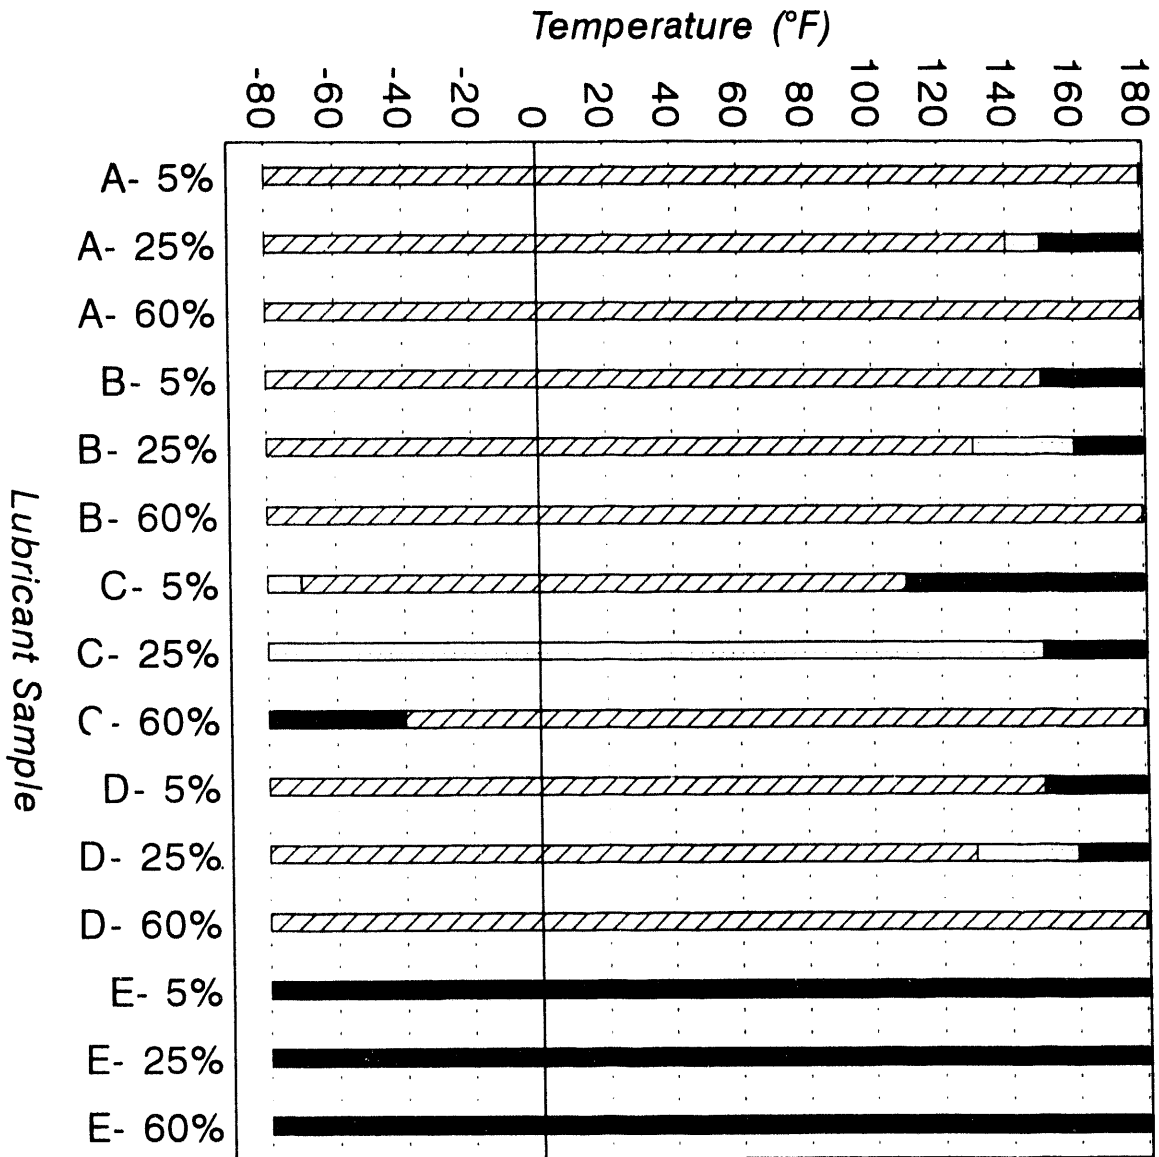 Temperature (°F)
-80 -60 -40 -20 0 20 40 60 80 100 120 140 160 180
A- 5%
A- 25%
A- 60%
B- 5%
B- 25%
B- 60%
C- 5%
C- 25%
C- 60%
D- 5%
D- 25%
D- 60%
E- 5%
E- 25%
E- 60%
Lubricant Sample